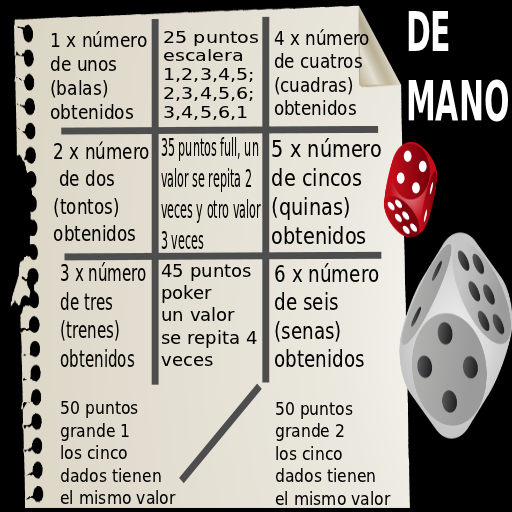 1 x número
de unos
(balas)
obtenidos
25 puntos
escalera
1,2,3,4,5;
2,3,4,5,6;
3,4,5,6,1
4 x número
de cuatros
(cuadras)
obtenidos
DE
MANO
2 x número
de dos
(tontos)
obtenidos
35 puntos full, un
valor se repita 2
veces y otro valor
3 veces
5 x número
de cincos
(quinas)
obtenidos
3 x número
de tres
(trenes)
obtenidos
45 puntos
poker
un valor
se repita 4
veces
6 x número
de seis
(senas)
obtenidos
50 puntos
grande 1
los cinco
dados tienen
el mismo valor
50 puntos
grande 2
los cinco
dados tienen
el mismo valor